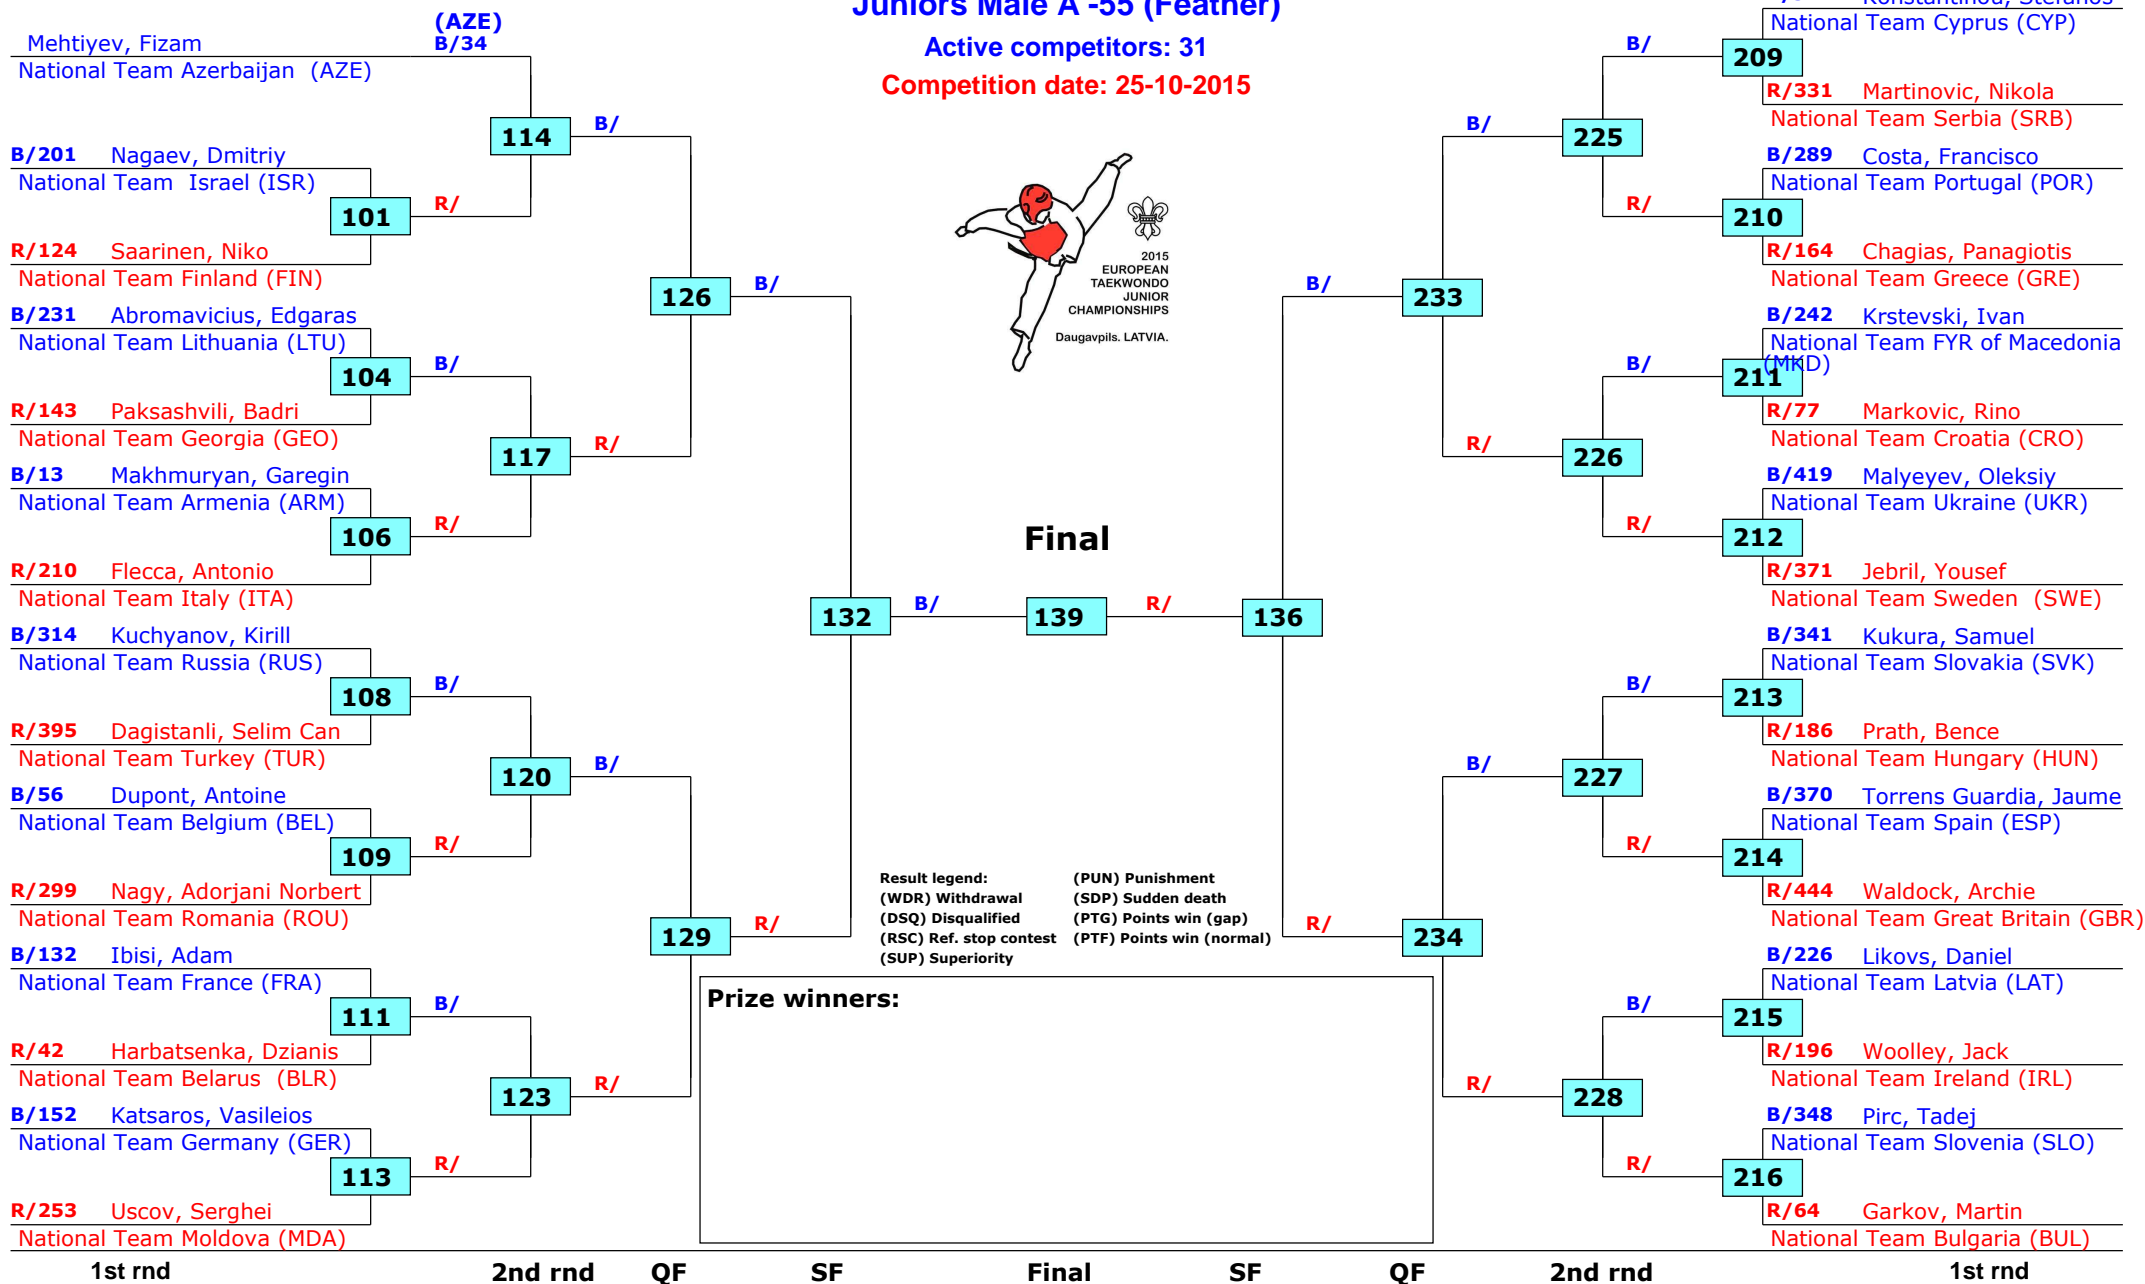 Juniors Male A -55 (Feather)
Active competitors: 31
Competition date: 25-10-2015
(AZE)
Mehtiyev, Fizam B/34
National Team Azerbaijan (AZE)
114
B/
B/201 Nagaev, Dmitriy
National Team Israel (ISR)
101
R/
R/124 Saarinen, Niko
National Team Finland (FIN)
126
B/
B/231 Abromavicius, Edgaras
National Team Lithuania (LTU)
104
B/
R/143 Paksashvili, Badri
National Team Georgia (GEO)
117
R/
B/13 Makhmuryan, Garegin
National Team Armenia (ARM)
106
R/
R/210 Flecca, Antonio
National Team Italy (ITA)
132
B/
B/314 Kuchyanov, Kirill
National Team Russia (RUS)
108
B/
R/395 Dagistanli, Selim Can
National Team Turkey (TUR)
120
B/
B/56 Dupont, Antoine
National Team Belgium (BEL)
109
R/
R/299 Nagy, Adorjani Norbert
National Team Romania (ROU)
129
R/
B/132 Ibisi, Adam
National Team France (FRA)
111
B/
R/42 Harbatsenka, Dzianis
National Team Belarus (BLR)
123
R/
B/152 Katsaros, Vasileios
National Team Germany (GER)
113
R/
R/253 Uscov, Serghei
National Team Moldova (MDA)
2015
EUROPEAN
TAEKWONDO
JUNIOR
CHAMPIONSHIPS
Daugavpils. LATVIA.
Final
139
R/
136
Result legend:
(WDR) Withdrawal
(DSQ) Disqualified
(RSC) Ref. stop contest
(SUP) Superiority
(PUN) Punishment
(SDP) Sudden death
(PTG) Points win (gap)
(PTF) Points win (normal)
Prize winners:
Konstantinou, Stefanos
National Team Cyprus (CYP)
B/
209
R/331 Martinovic, Nikola
National Team Serbia (SRB)
B/
225
B/289 Costa, Francisco
National Team Portugal (POR)
R/
210
R/164 Chagias, Panagiotis
National Team Greece (GRE)
B/
233
B/242 Krstevski, Ivan
National Team FYR of Macedonia
(MKD)
B/
211
R/77 Markovic, Rino
National Team Croatia (CRO)
R/
226
B/419 Malyeyev, Oleksiy
National Team Ukraine (UKR)
R/
212
R/371 Jebril, Yousef
National Team Sweden (SWE)
B/341 Kukura, Samuel
National Team Slovakia (SVK)
B/
213
R/186 Prath, Bence
National Team Hungary (HUN)
B/
227
B/370 Torrens Guardia, Jaume
National Team Spain (ESP)
R/
214
R/444 Waldock, Archie
National Team Great Britain (GBR)
R/
234
B/226 Likovs, Daniel
National Team Latvia (LAT)
B/
215
R/196 Woolley, Jack
National Team Ireland (IRL)
R/
228
B/348 Pirc, Tadej
National Team Slovenia (SLO)
R/
216
R/64 Garkov, Martin
National Team Bulgaria (BUL)
1st rnd 2nd rnd QF SF Final SF QF 2nd rnd 1st rnd